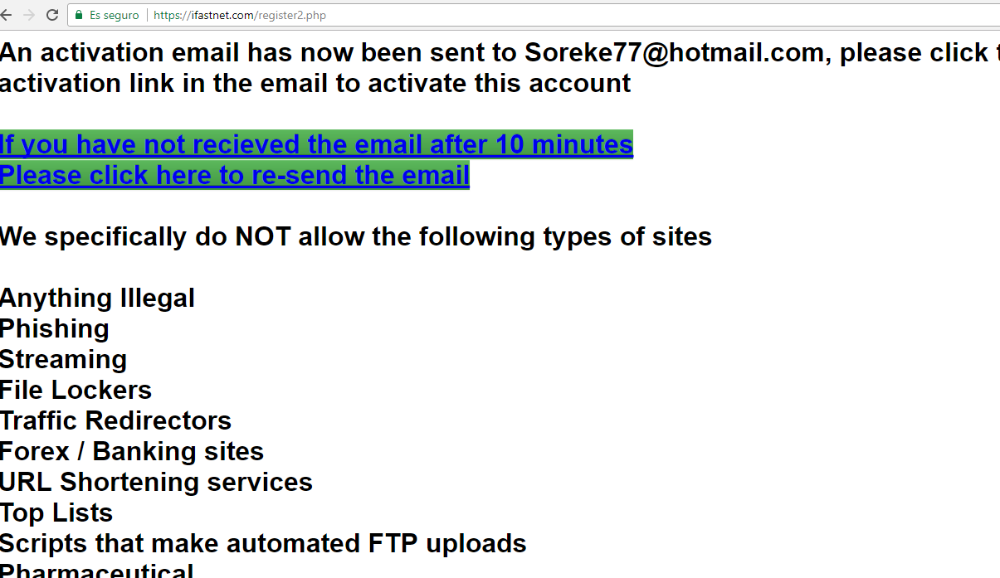 Es seguro | https://ifastnet.com/register2.php
An activation email has now been sent to Soreke77@hotmail.com, please click
activation link in the email to activate this account
If you have not recieved the email after 10 minutes
Please click here to re-send the email
We specifically do NOT allow the following types of sites
Anything Illegal
Phishing
Streaming
File Lockers
Traffic Redirectors
Forex / Banking sites
URL Shortening services
Top Lists
Scripts that make automated FTP uploads
Pharmaceutical